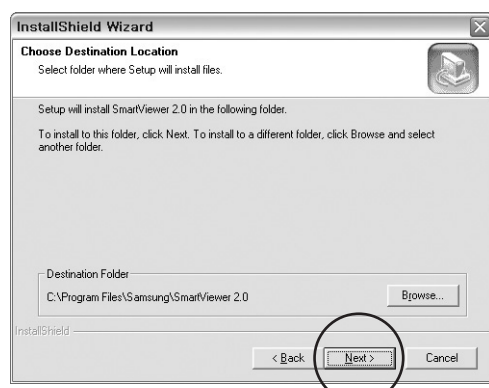 InstallShield Wizard
Choose Destination Location
Select folder where Setup will install files.
Setup will install SmartViewer 2.0 in the following folder.
To install to this folder, click Next. To install to a different folder, click Browse and select
another folder.
Destination Folder
C:\Program Files\Samsung\SmartViewer 2.0
Browse...
InstallShield
< Back
Next >
Cancel